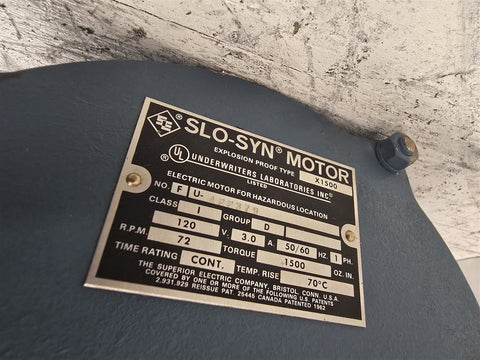 SLO-SYN® MOTOR
EXPLOSION PROOF TYPE X1500
® UL UNDERWRITERS LABORATORIES INC®
LISTED
ELECTRIC MOTOR FOR HAZARDOUS LOCATION
NO. F U-
CLASS I GROUP D
120 V. 3.0 A. 50/60 HZ. 1 PH.
R.P.M. 72 TORQUE 1500 OZ. IN.
TIME RATING CONT. TEMP. RISE 70°C
THE SUPERIOR ELECTRIC COMPANY, BRISTOL, CONN. U.S.A.
COVERED BY ONE OR MORE OF THE FOLLOWING U.S. PATENTS
2.931.929 REISSUE PAT. 25445 CANADA PATENTED 1962